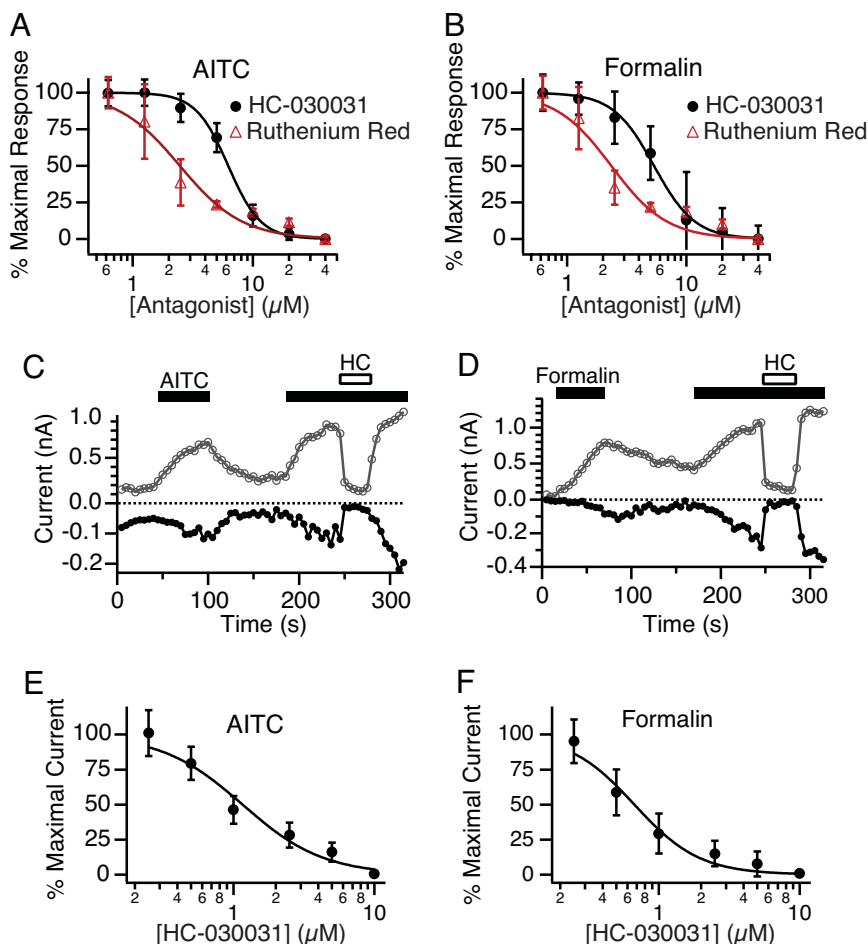 A
AITC
% Maximal Response
100
75
50
25
0
HC-030031
Ruthenium Red
6
1
2
4
6
10
2
4
[Antagonist] (µM)
B
Formalin
% Maximal Response
100
75
50
25
0
HC-030031
Ruthenium Red
6
1
2
4
6
10
2
4
[Antagonist] (µM)
C
AITC
HC
Current (nA)
1.0
0.5
0.0
-0.1
-0.2
0
100
200
300
Time (s)
D
Formalin
HC
Current (nA)
1.0
0.5
0.0
-0.2
-0.4
0
100
200
300
Time (s)
E
AITC
% Maximal Current
100
75
50
25
0
2
4
6
8
1
2
4
6
8
10
[HC-030031] (µM)
F
Formalin
% Maximal Current
100
75
50
25
0
2
4
6
8
1
2
4
6
8
10
[HC-030031] (µM)